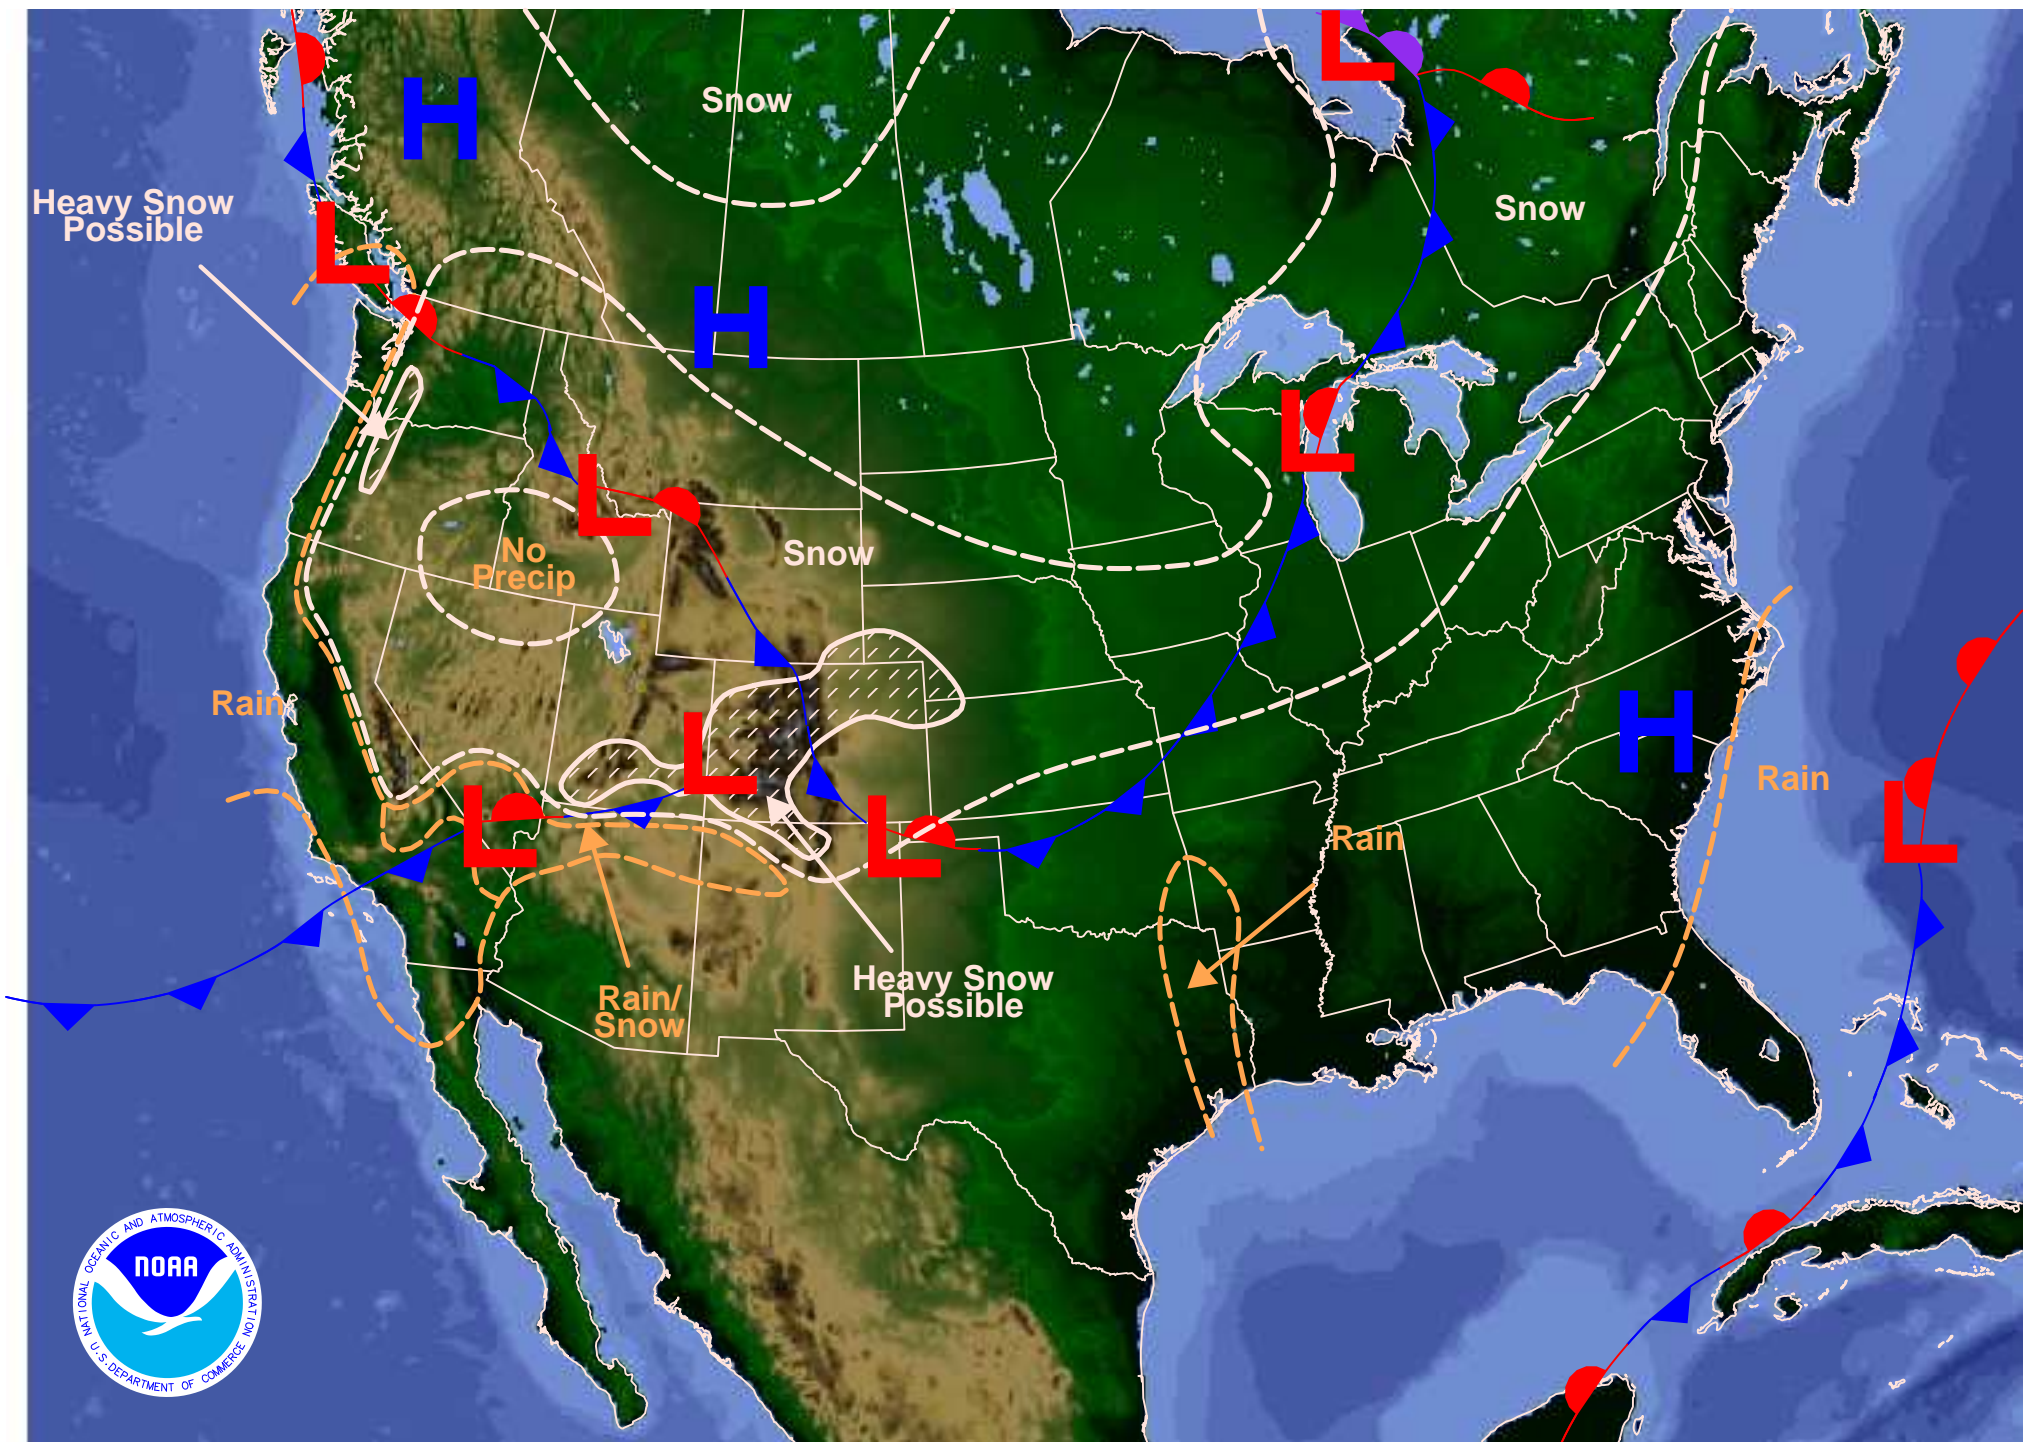 H
L
Snow
Heavy Snow
Possible
L
Snow
H
L
L
No
Precip
Snow
Rain
L
H
Rain
L
L
L
Rain
L
Heavy Snow
Possible
Rain/
Snow
NATIONAL OCEANIC AND ATMOSPHERIC ADMINISTRATION
NOAA
U.S. DEPARTMENT OF COMMERCE